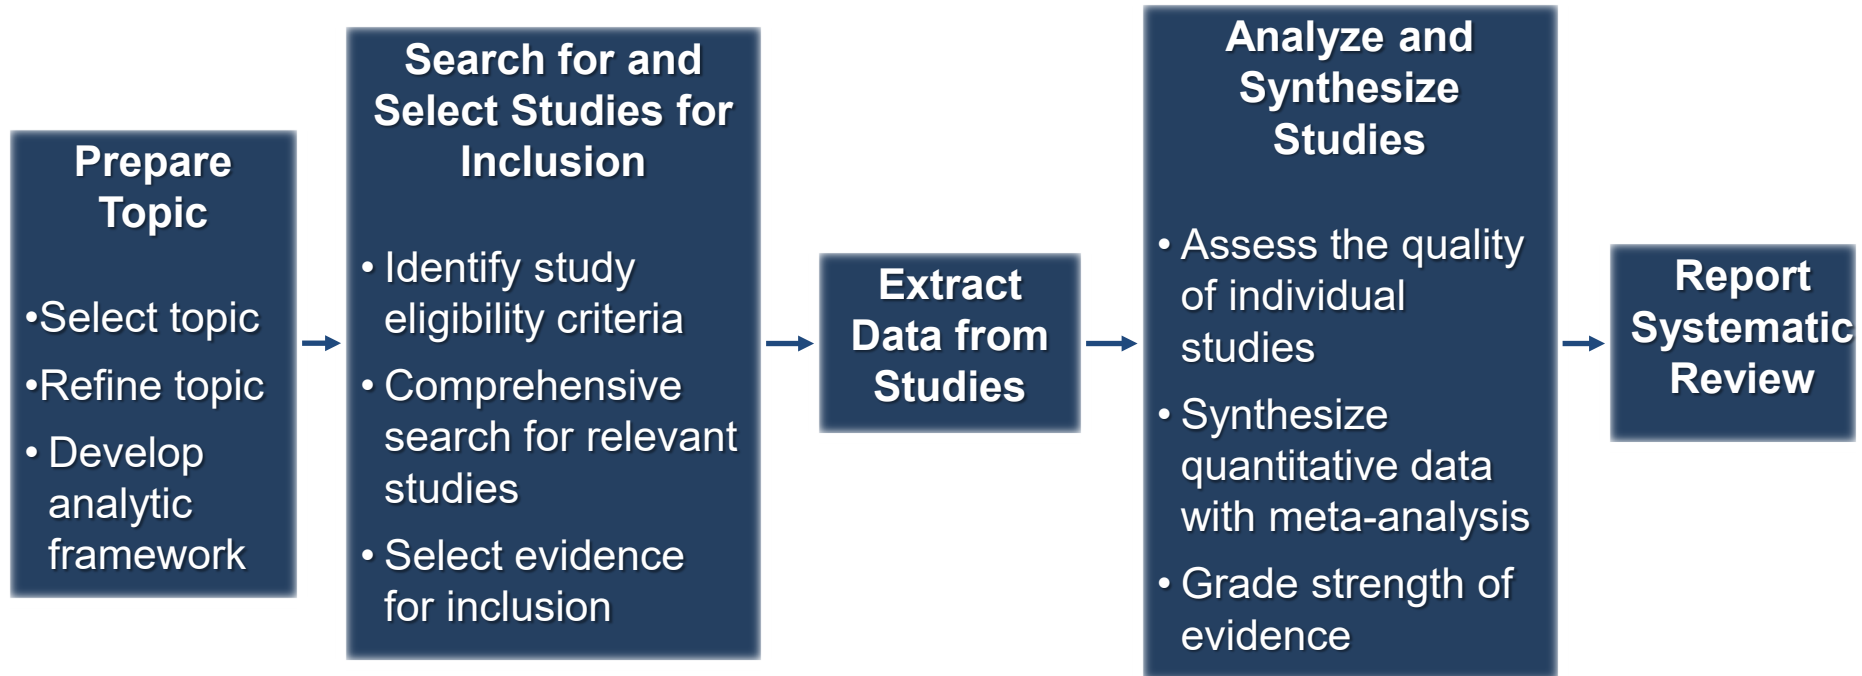 Prepare
Topic
•Select topic
•Refine topic
• Develop
analytic
framework
Search for and
Select Studies for
Inclusion
• Identify study
eligibility criteria
• Comprehensive
search for relevant
studies
• Select evidence
for inclusion
Extract
Data from
Studies
Analyze and
Synthesize
Studies
• Assess the quality
of individual
studies
• Synthesize
quantitative data
with meta-analysis
• Grade strength of
evidence
Report
Systematic
Review